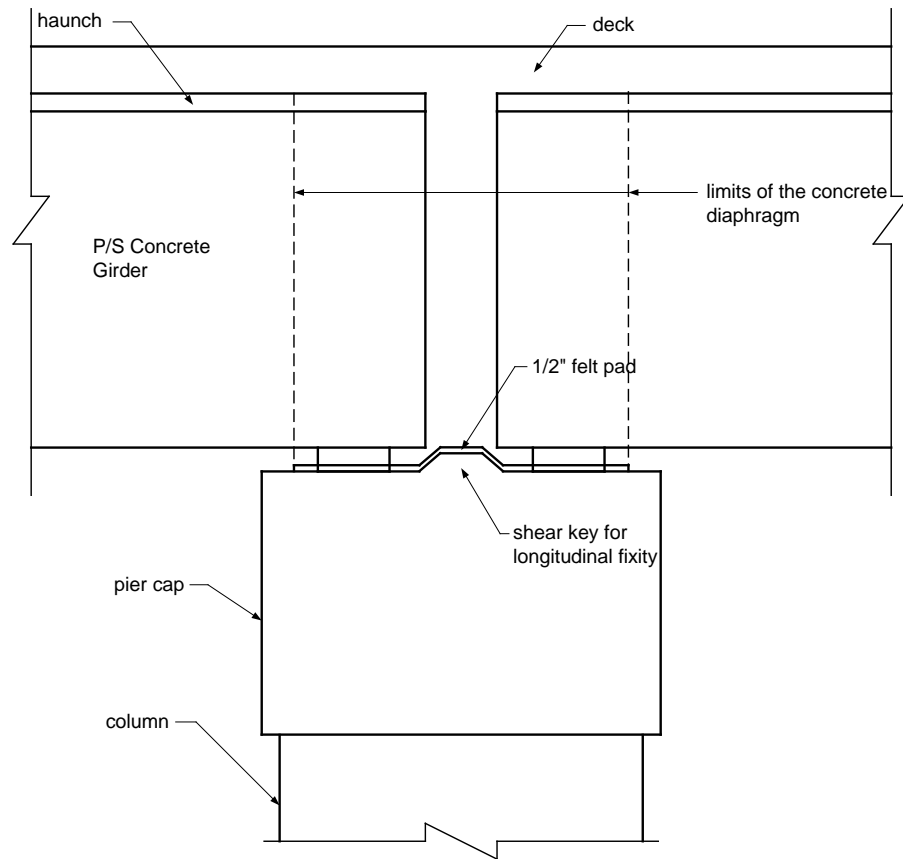 haunch
deck
limits of the concrete
diaphragm
P/S Concrete
Girder
1/2" felt pad
shear key for
longitudinal fixity
pier cap
column